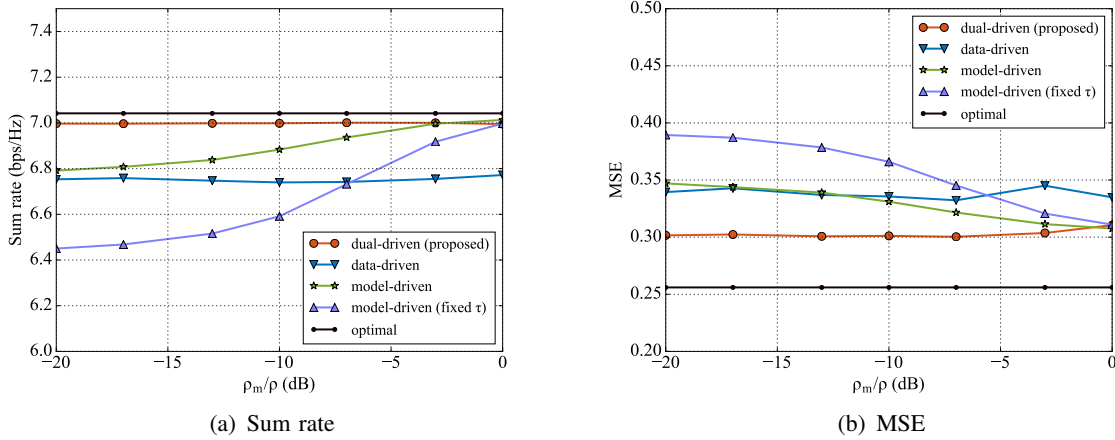 7.4
7.2
7.0
6.8
6.6
6.4
6.2
6.0
Sum rate (bps/Hz)
dual-driven (proposed)
data-driven
model-driven
model-driven (fixed τ)
optimal
−20 −15 −10 −5 0
ρm/ρ (dB)
(a) Sum rate
0.50
0.45
0.40
0.35
0.30
0.25
0.20
MSE
dual-driven (proposed)
data-driven
model-driven
model-driven (fixed τ)
optimal
−20 −15 −10 −5 0
ρm/ρ (dB)
(b) MSE